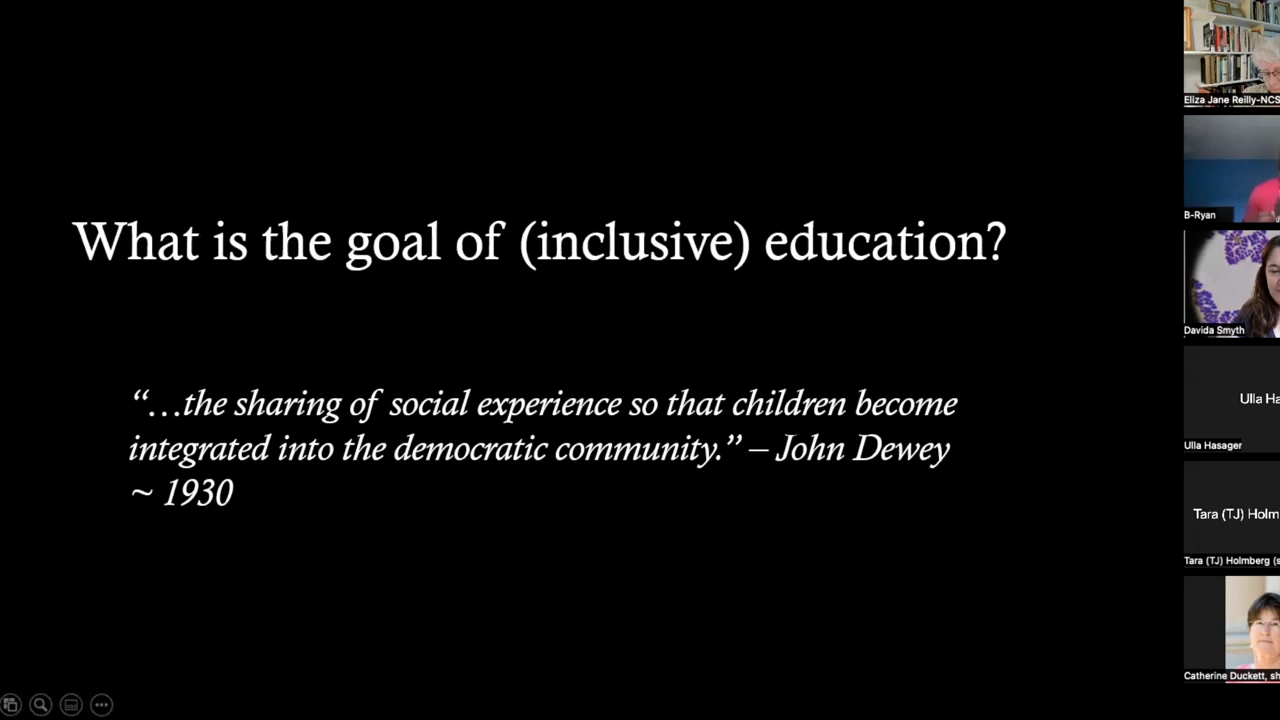 What is the goal of (inclusive) education?
“…the sharing of social experience so that children become
integrated into the democratic community.” – John Dewey
~ 1930
Eliza Jane Reilly-NCS
B-Ryan
Davida Smyth
Ulla Ha
Ulla Hasager
Tara (TJ) Holm
Tara (TJ) Holmberg (s
Catherine Duckett, sh